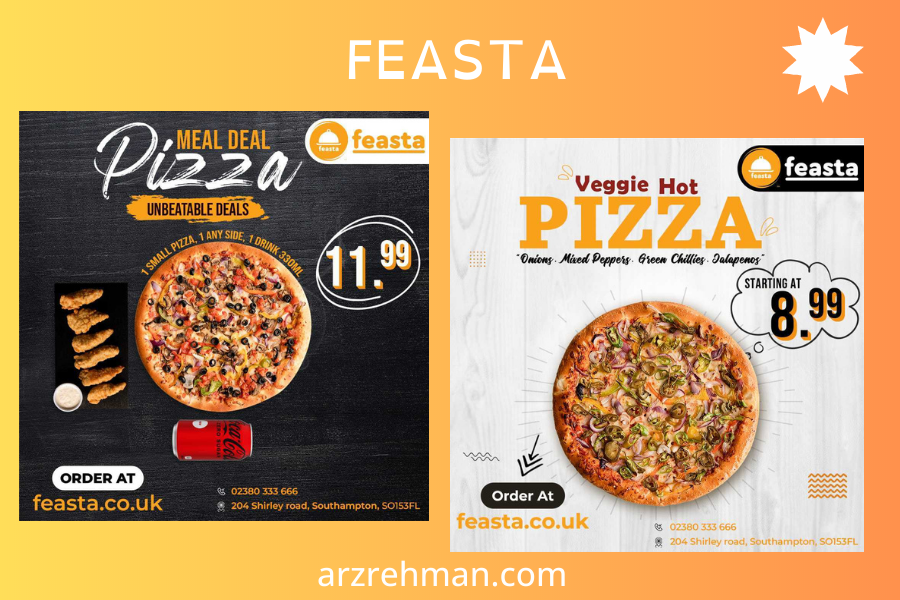 FEASTA
MEAL DEAL
Pizza
UNBEATABLE DEALS
feasta
feasta
1 SMALL PIZZA, 1 ANY SIDE, 1 DRINK 330ML
11.99
ORDER AT
feasta.co.uk
02380 333 666
204 Shirley road, Southampton, SO153FL
feasta
feasta
Veggie Hot
PIZZA
"Onions. Mixed Peppers. Green Chillies. Jalapenos"
STARTING AT
8.99
Order At
feasta.co.uk
02380 333 666
204 Shirley road, Southampton, SO153FL
arzrehman.com